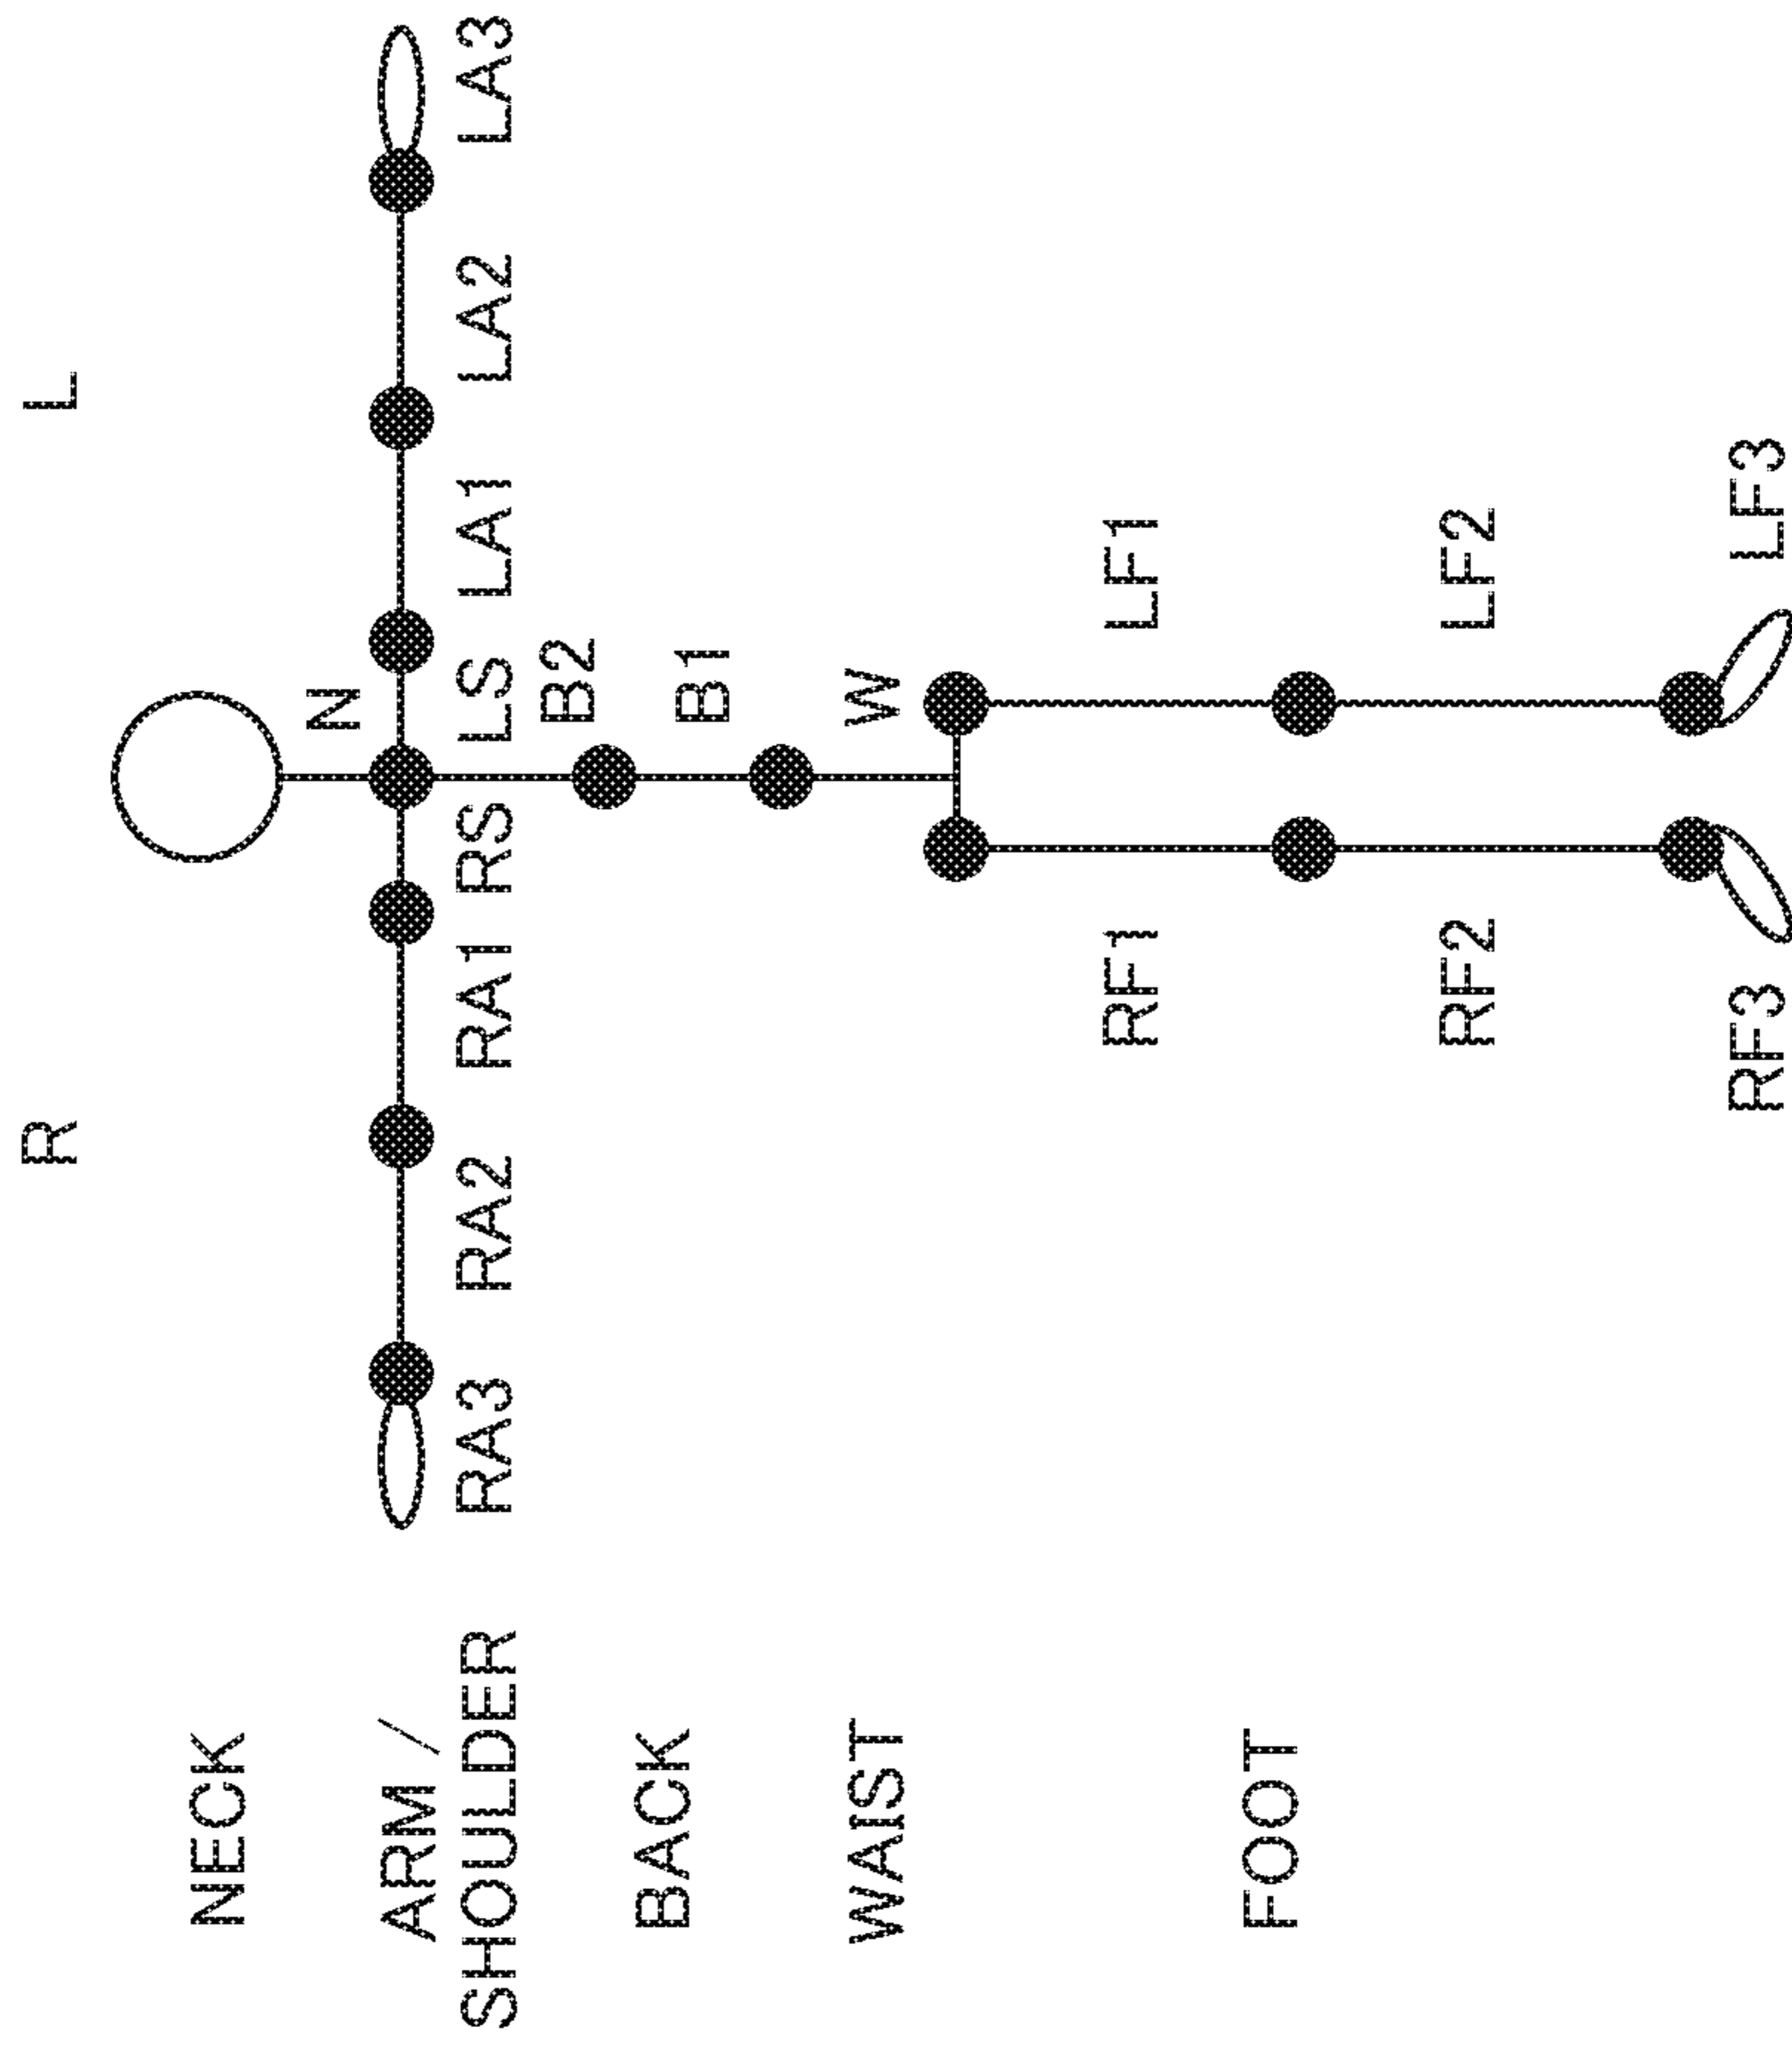 R L
NECK
N
ARM /
SHOULDER
RA3 RA2 RA1 RS LS LA1 LA2 LA3
B2
BACK
B1
WAIST
W
RF1 LF1
FOOT
RF2 LF2
RF3 LF3